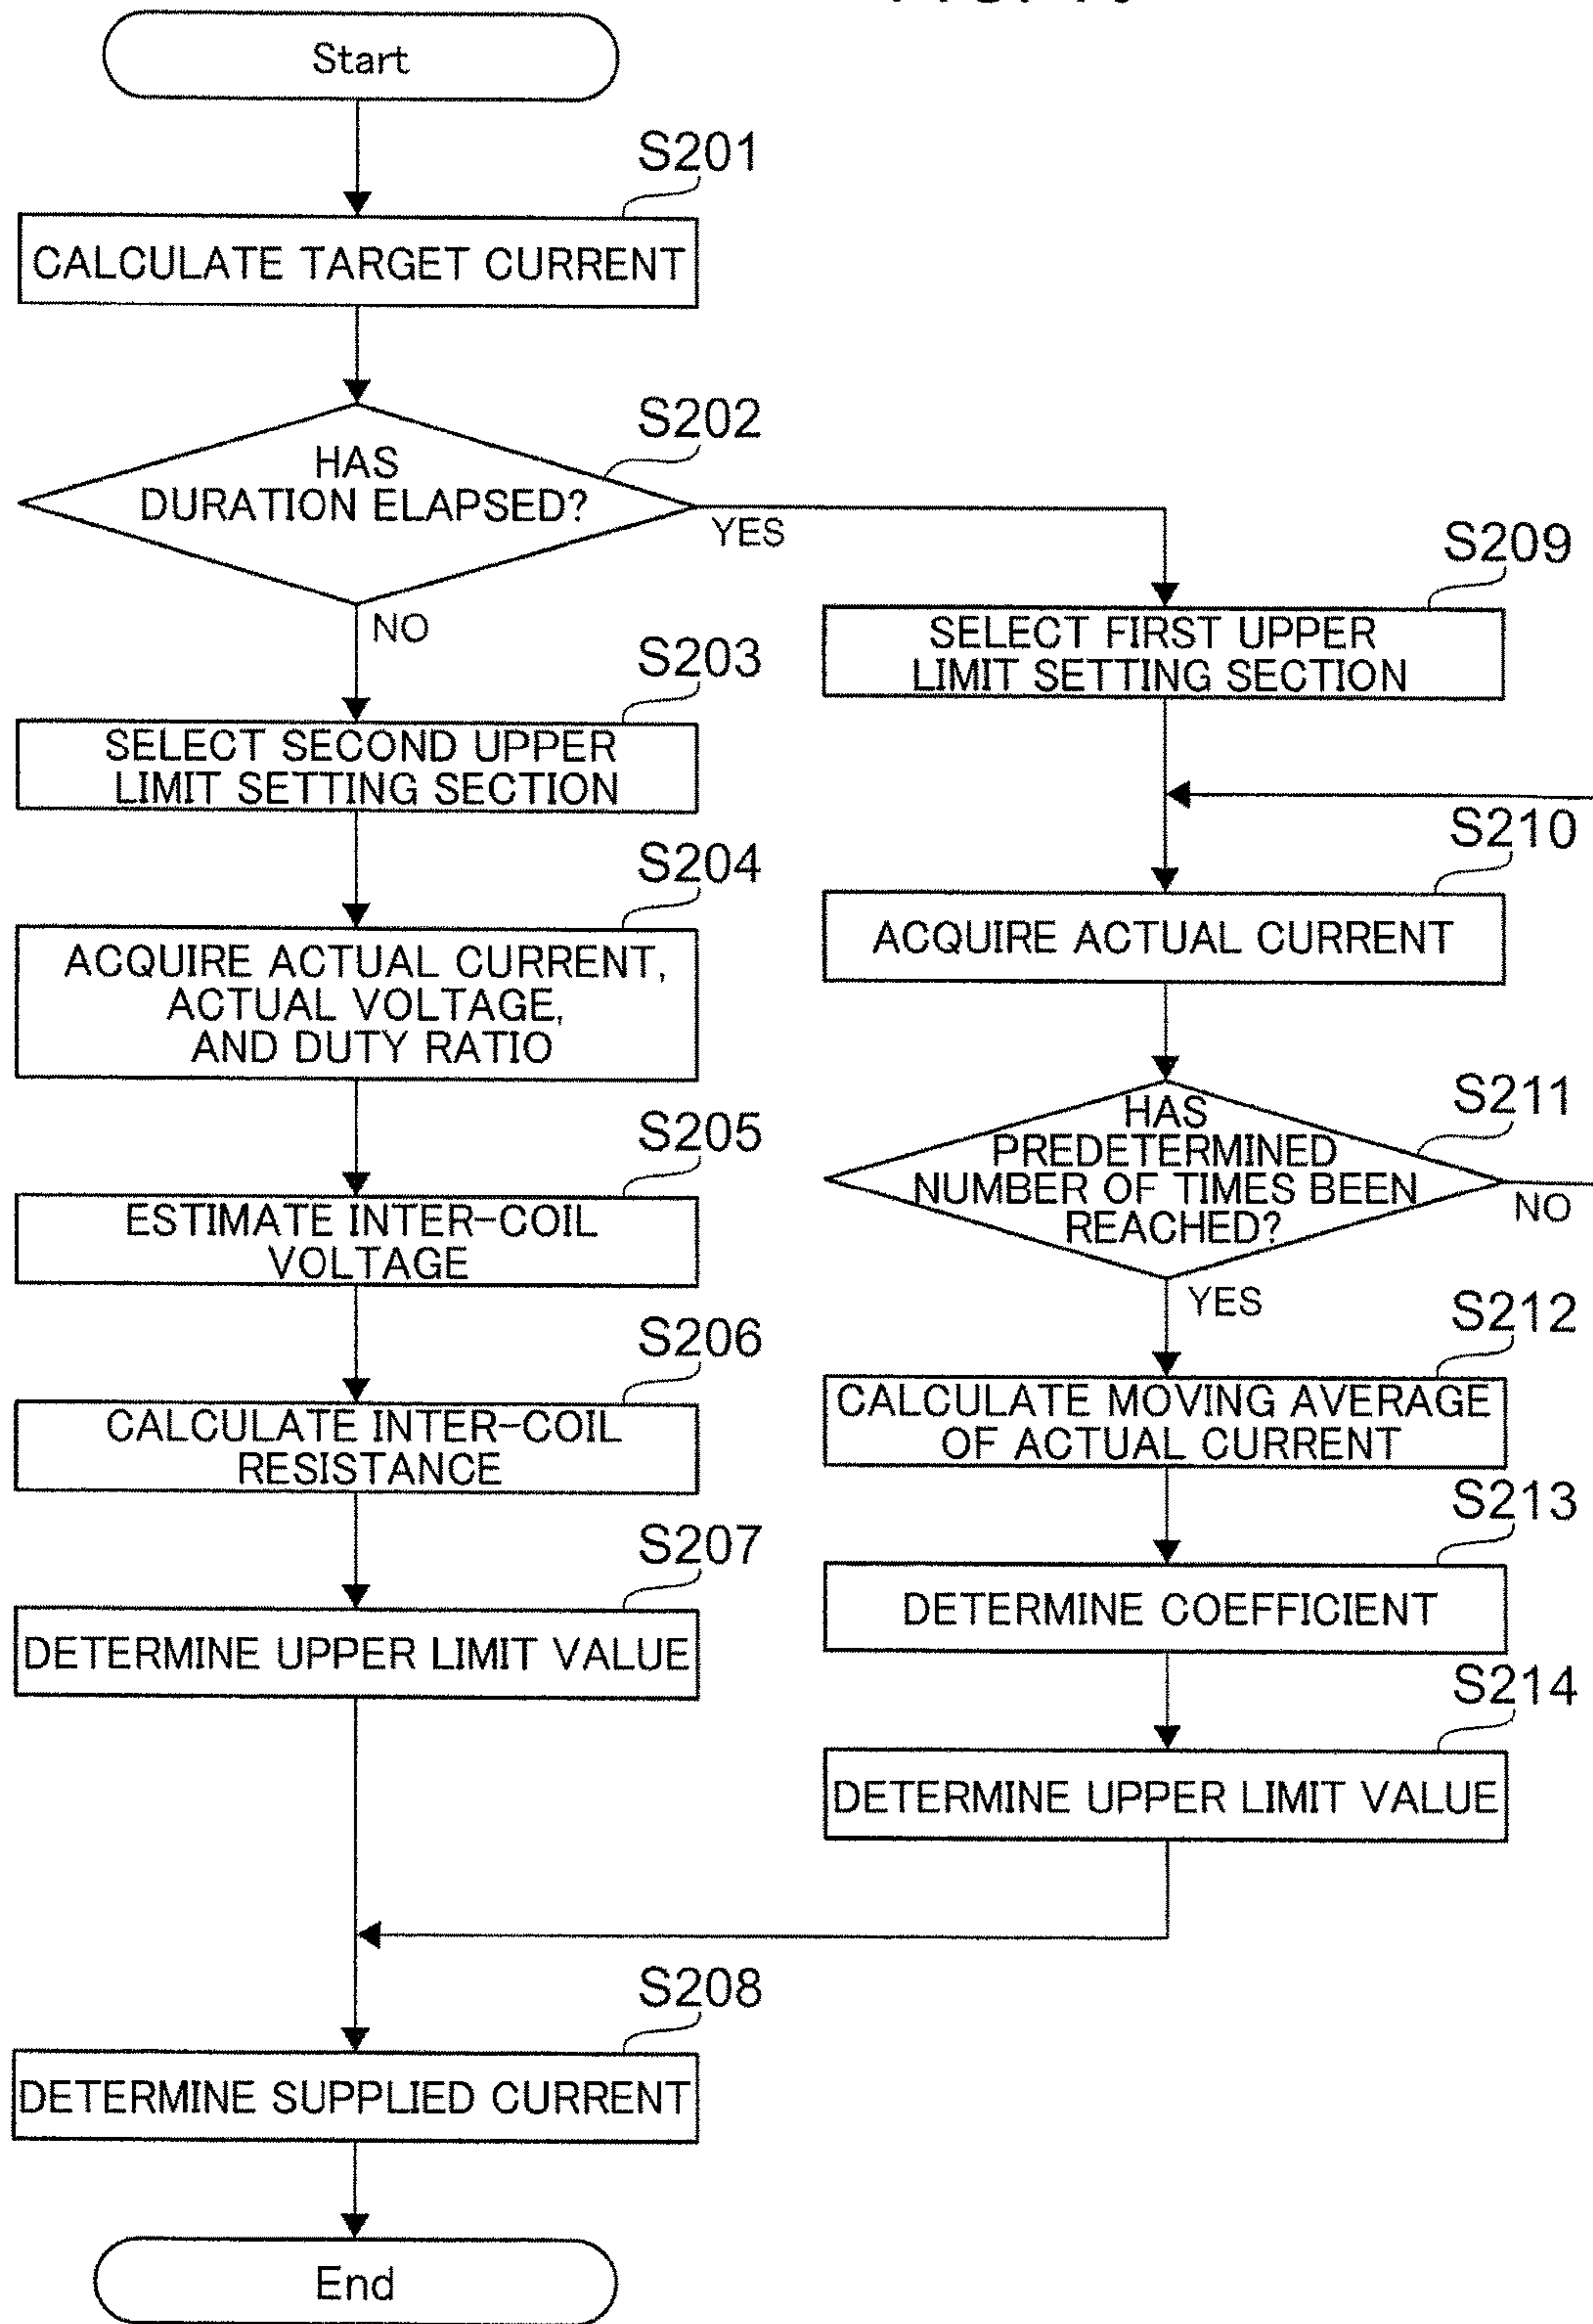 Start
S201
CALCULATE TARGET CURRENT
S202
HAS
DURATION ELAPSED?
YES
NO
S203
SELECT SECOND UPPER
LIMIT SETTING SECTION
S204
ACQUIRE ACTUAL CURRENT,
ACTUAL VOLTAGE,
AND DUTY RATIO
S205
ESTIMATE INTER-COIL
VOLTAGE
S206
CALCULATE INTER-COIL
RESISTANCE
S207
DETERMINE UPPER LIMIT VALUE
S209
SELECT FIRST UPPER
LIMIT SETTING SECTION
S210
ACQUIRE ACTUAL CURRENT
S211
HAS
PREDETERMINED
NUMBER OF TIMES BEEN
REACHED?
NO
YES
S212
CALCULATE MOVING AVERAGE
OF ACTUAL CURRENT
S213
DETERMINE COEFFICIENT
S214
DETERMINE UPPER LIMIT VALUE
S208
DETERMINE SUPPLIED CURRENT
End